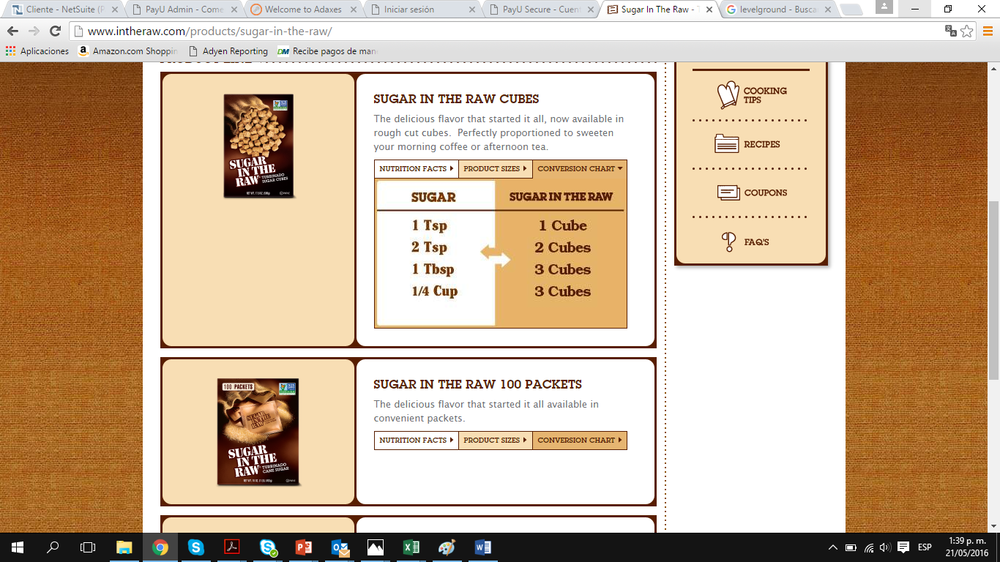 Cliente - NetSuite (P
PayU Admin - Come
Welcome to Adaxes
Iniciar sesión
PayU Secure - Cuen
Sugar In The Raw - T
levelground - Busca
www.intheraw.com/products/sugar-in-the-raw/
Aplicaciones
Amazon.com Shoppin
Adyen Reporting
DM Recibe pagos de man
SUGAR IN THE RAW CUBES
The delicious flavor that started it all, now available in
rough cut cubes. Perfectly proportioned to sweeten
your morning coffee or afternoon tea.
NUTRITION FACTS
PRODUCT SIZES
CONVERSION CHART
SUGAR
SUGAR IN THE RAW
1 Tsp
1 Cube
2 Tsp
2 Cubes
1 Tbsp
3 Cubes
1/4 Cup
3 Cubes
SUGAR
IN THE
RAW
TURBINADO
SUGAR CUBES
COOKING
TIPS
RECIPES
COUPONS
FAQ'S
100 PACKETS
SUGAR
IN THE
RAW
TURBINADO
CANE SUGAR
SUGAR IN THE RAW 100 PACKETS
The delicious flavor that started it all available in
convenient packets.
NUTRITION FACTS
PRODUCT SIZES
CONVERSION CHART
ESP
1:39 p. m.
21/05/2016